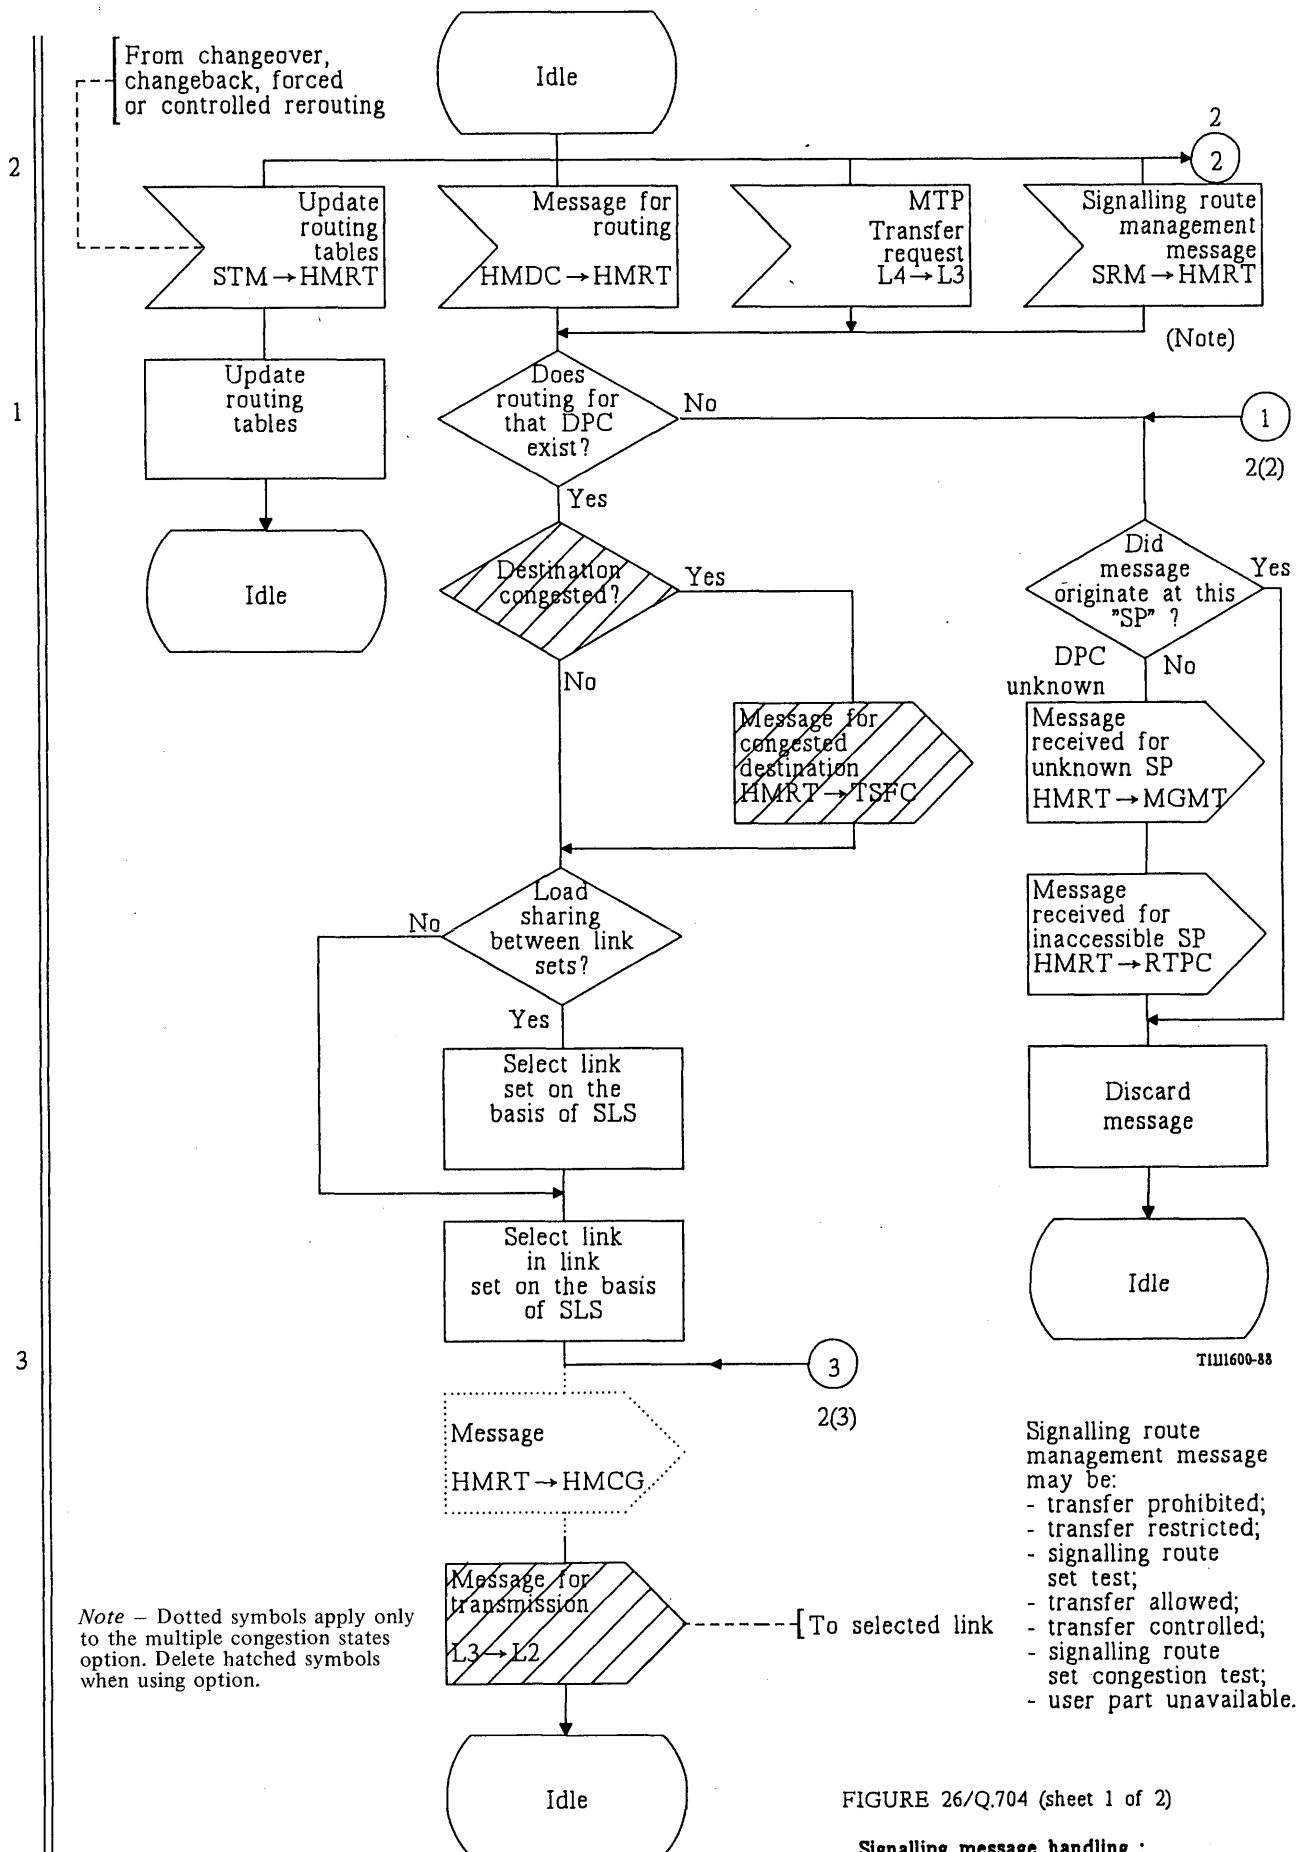 From changeover,
changeback, forced
or controlled rerouting
Idle
2
2
2
Update
routing
tables
STM → HMRT
Message for
routing
HMDC → HMRT
MTP
Transfer
request
L4 → L3
Signalling route
management
message
SRM → HMRT
(Note)
Update
routing
tables
1
Does
routing for
that DPC
exist?
No
1
2(2)
Yes
Idle
Destination
congested?
Yes
No
Did
message
originate at this
"SP" ?
Yes
No
DPC
unknown
Message for
congested
destination
HMRT → TSFC
Message
received for
unknown SP
HMRT → MGMT
Load
sharing
between link
sets?
No
Yes
Message
received for
inaccessible SP
HMRT → RTPC
Select link
set on the
basis of SLS
Discard
message
Select link
in link
set on the basis
of SLS
Idle
T1111600-88
3
3
2(3)
Message
HMRT → HMCG
Signalling route
management message
may be:
- transfer prohibited;
- transfer restricted;
- signalling route
set test;
- transfer allowed;
- transfer controlled;
- signalling route
set congestion test;
- user part unavailable.
Message for
transmission
L3 → L2
To selected link
Note – Dotted symbols apply only
to the multiple congestion states
option. Delete hatched symbols
when using option.
Idle
FIGURE 26/Q.704 (sheet 1 of 2)
Signalling message handling ;